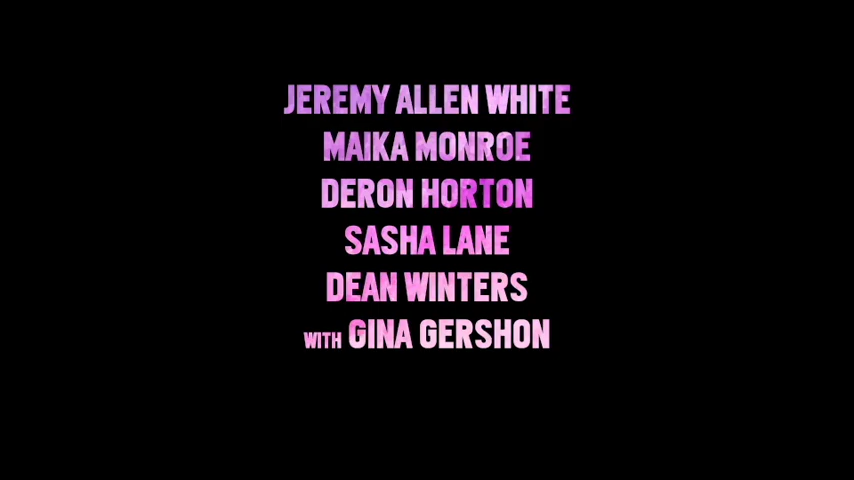 JEREMY ALLEN WHITE
MAIKA MONROE
DERON HORTON
SASHA LANE
DEAN WINTERS
WITH GINA GERSHON